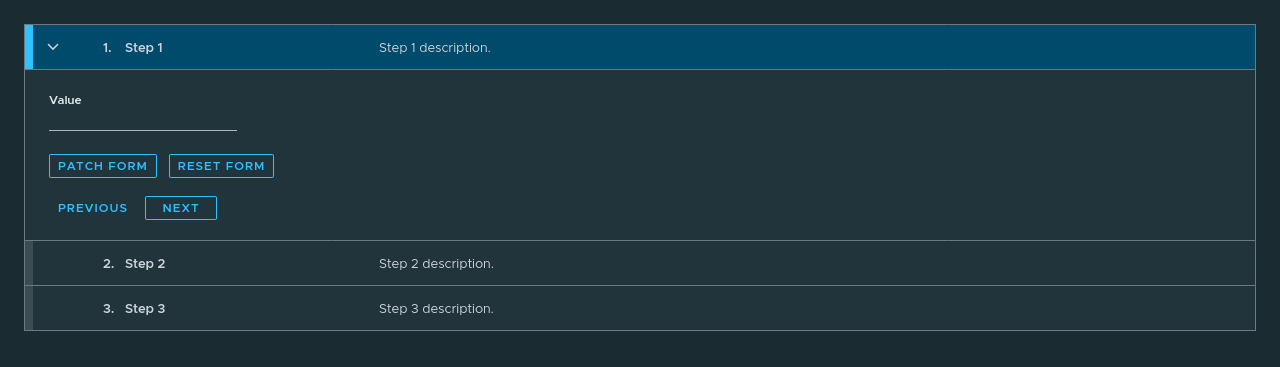 1. Step 1 Step 1 description.
Value
PATCH FORM RESET FORM
PREVIOUS NEXT
2. Step 2 Step 2 description.
3. Step 3 Step 3 description.